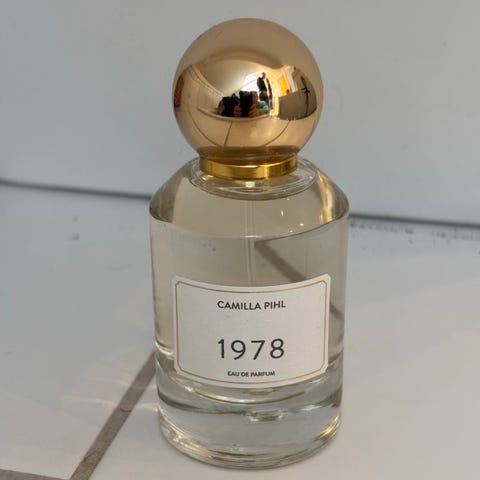 CAMILLA PIHL
1978
EAU DE PARFUM